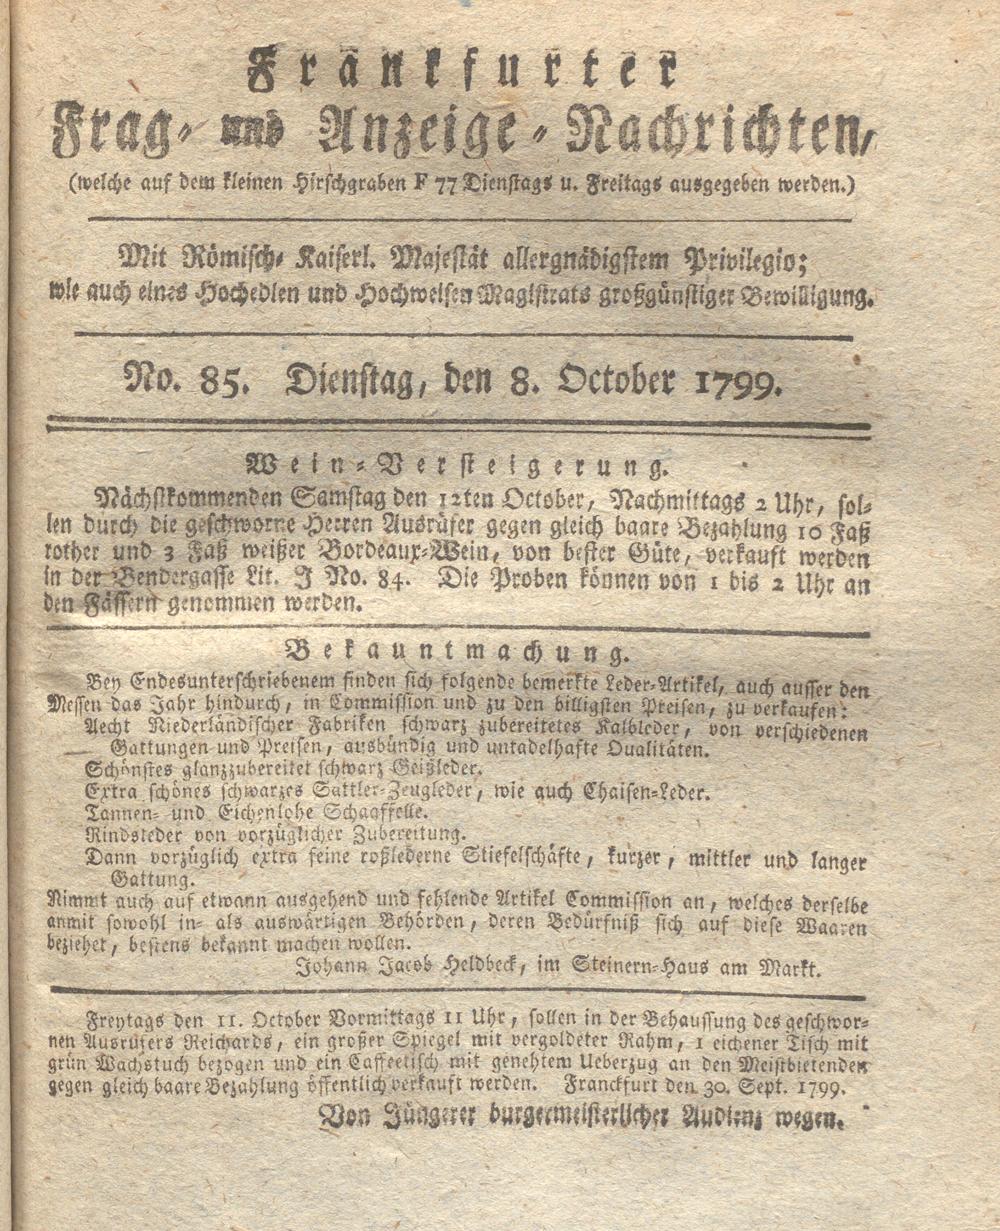 Fränkfurter
Frag- und Anzeige-Nachrichten,
(welche auf dem kleinen Hirschgraben F 77 Dienstags u. Freitags ausgegeben werden.)
Mit Römisch- Kaiserl. Majestät allergnädigstem Privilegio;
wie auch eines Hochedlen und Hochweisen Magistrats großgünstiger Bewilligung.
No. 85. Dienstag, den 8. October 1799.
Wein-Versteigerung.
Nächstkommenden Samstag den 12ten October, Nachmittags 2 Uhr, sol-
len durch die geschworne Herren Ausrüfer gegen gleich baare Bezahlung 10 Faß
rother und 3 Faß weißer Bordeaux-Wein, von bester Güte, verkauft werden
in der Bendergasse Lit. J No. 84. Die Proben können von 1 bis 2 Uhr an
den Fässern genommen werden.
Bekauntmachung.
Bey Endesunterschriebenem finden sich folgende bemerkte Leder-Artikel, auch ausser den
Messen das Jahr hindurch, in Commission und zu den billigsten Preisen, zu verkaufen:
Aecht Niederländischer Fabriken schwarz zubereitetes Kalbleder, von verschiedenen
Gattungen und Preisen, ausbündig und untadelhafte Qualitäten.
Schönstes glanzzubereitet schwarz Geißleder.
Extra schönes schwarzes Sattler-Zeugleder, wie auch Chaisen-Leder.
Tannen- und Eichenlohe Schaaffelle.
Rindsleder von vorzüglicher Zubereitung.
Dann vorzüglich extra feine roßlederne Stiefelschäfte, kurzer, mittler und langer
Gattung.
Nimmt auch auf etwann ausgehend und fehlende Artikel Commission an, welches derselbe
anmit sowohl in- als auswärtigen Behörden, deren Bedürfniß sich auf diese Waaren
beziehet, bestens bekannt machen wollen.
Johann Jacob Heldbeck, im Steinern-Haus am Markt.
Freytags den 11. October Vormittags 11 Uhr, sollen in der Behaussung des geschwor-
nen Ausrufers Reichards, ein großer Spiegel mit vergoldeter Rahm, 1 eichener Tisch mit
grün Wachstuch bezogen und ein Caffeetisch mit genehtem Ueberzug an den Meistbietenden
gegen gleich baare Bezahlung öffentlich verkauft werden. Franckfurt den 30. Sept. 1799.
Von Jüngerer burgermeisterlicher Audienz wegen.